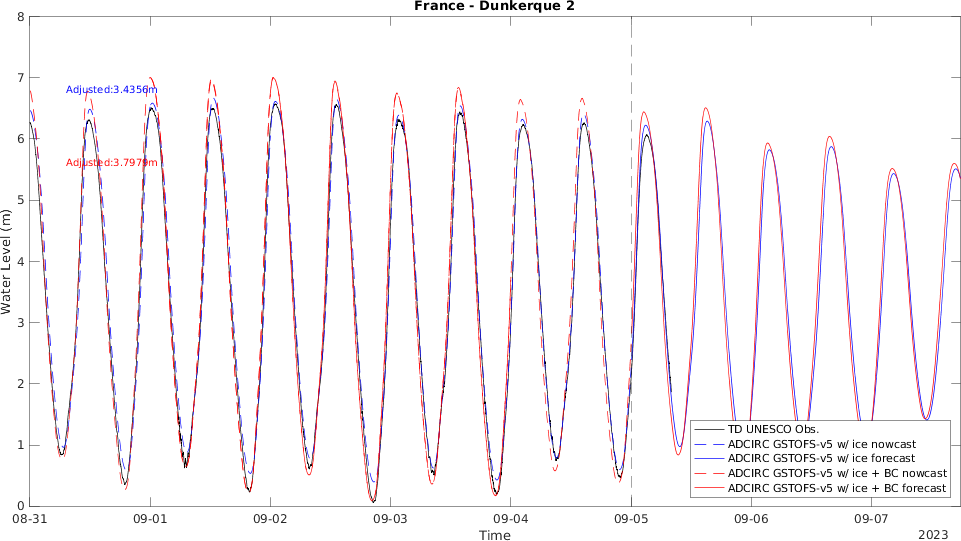 France - Dunkerque 2
8
7
6
5
4
3
2
1
0
Water Level (m)
Adjusted:3.4356m
Adjusted:3.7979m
TD UNESCO Obs.
ADCIRC GSTOFS-v5 w/ ice nowcast
ADCIRC GSTOFS-v5 w/ ice forecast
ADCIRC GSTOFS-v5 w/ ice + BC nowcast
ADCIRC GSTOFS-v5 w/ ice + BC forecast
08-31 09-01 09-02 09-03 09-04 09-05 09-06 09-07
Time
2023